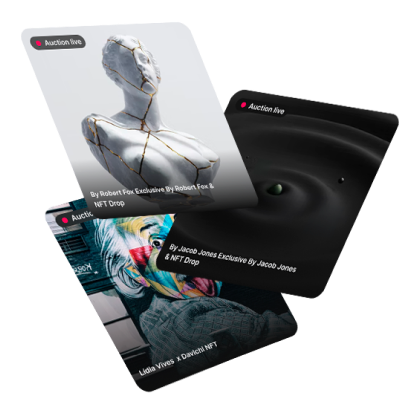 Auction live
By Robert Fox Exclusive By Robert Fox &
NFT Drop
Auction live
By Jacob Jones Exclusive By Jacob Jones
& NFT Drop
Auctic
Lidia Vives x Davichi NFT